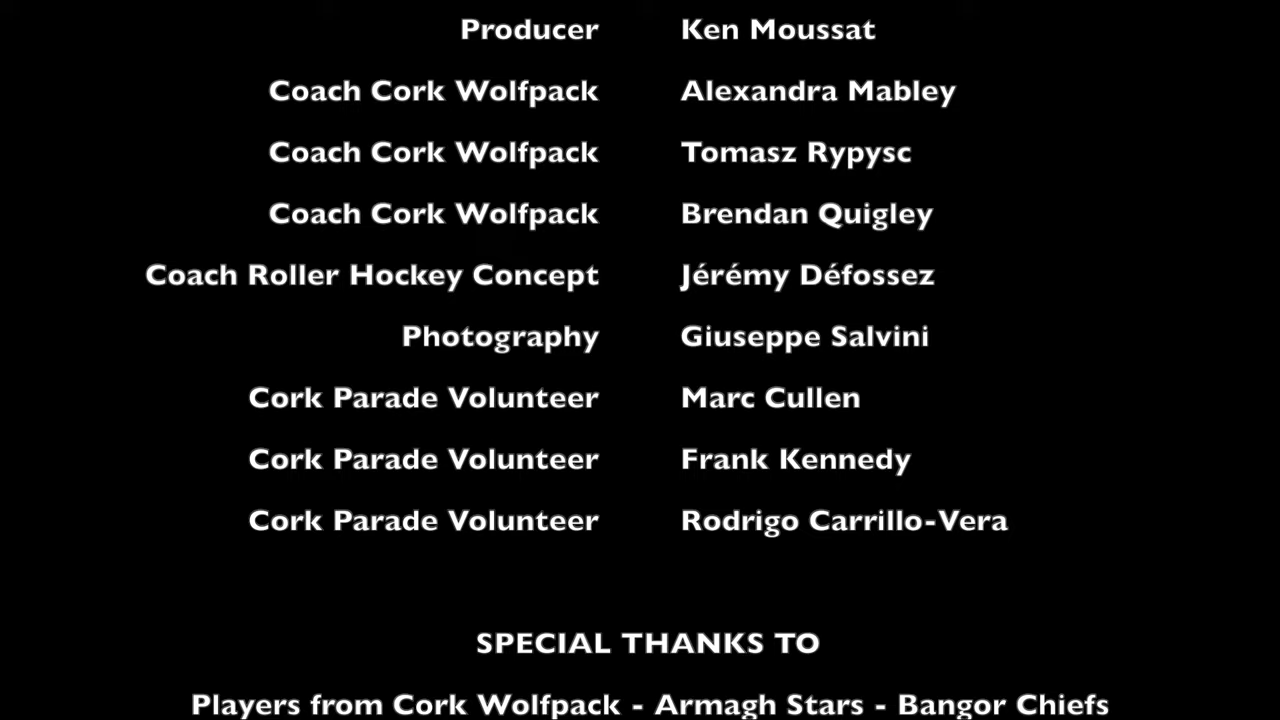 Producer Ken Moussat
Coach Cork Wolfpack Alexandra Mabley
Coach Cork Wolfpack Tomasz Rypysc
Coach Cork Wolfpack Brendan Quigley
Coach Roller Hockey Concept Jérémy Défossez
Photography Giuseppe Salvini
Cork Parade Volunteer Marc Cullen
Cork Parade Volunteer Frank Kennedy
Cork Parade Volunteer Rodrigo Carrillo-Vera
SPECIAL THANKS TO
Players from Cork Wolfpack - Armagh Stars - Bangor Chiefs